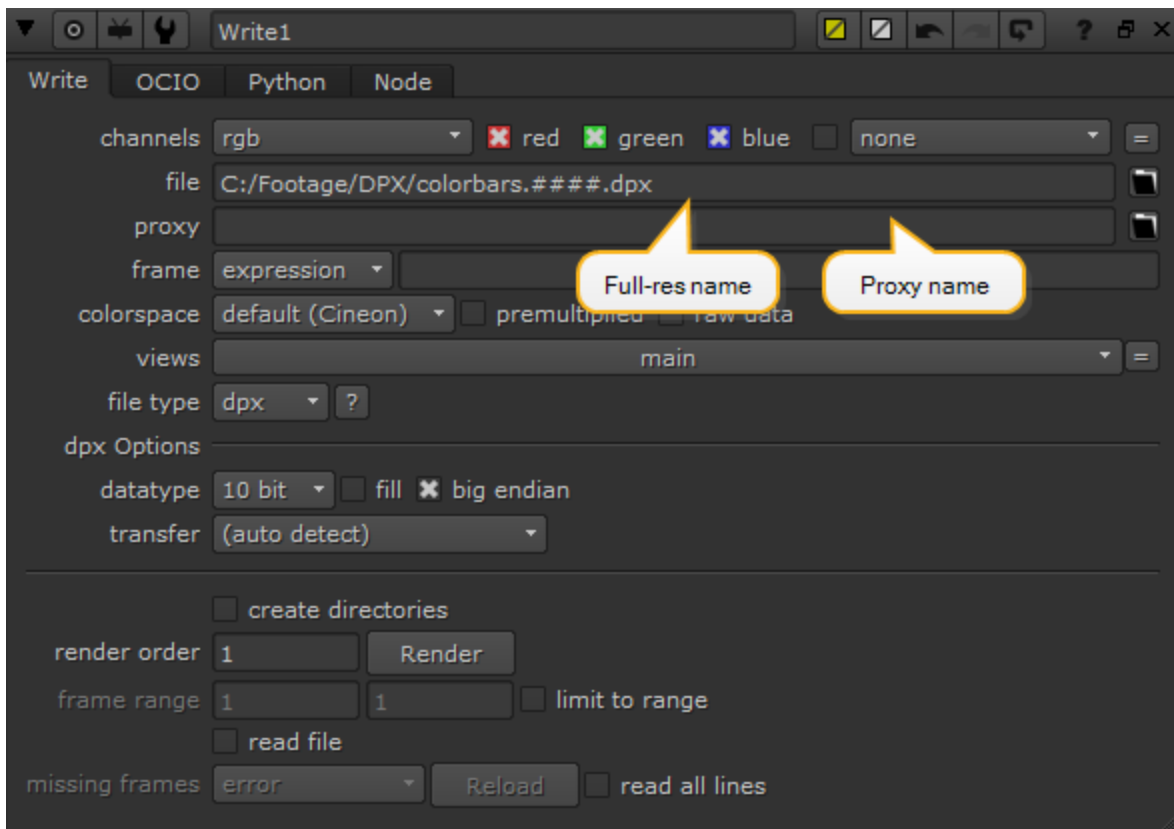 Write1 ?
Write OCIO Python Node
channels rgb red green blue none =
file C:/Footage/DPX/colorbars.####.dpx
proxy
frame expression
Full-res name Proxy name
colorspace default (Cineon) premultiplied raw data
views main =
file type dpx ?
dpx Options
datatype 10 bit fill big endian
transfer (auto detect)
create directories
render order 1 Render
frame range 1 1 limit to range
read file
missing frames error Reload read all lines